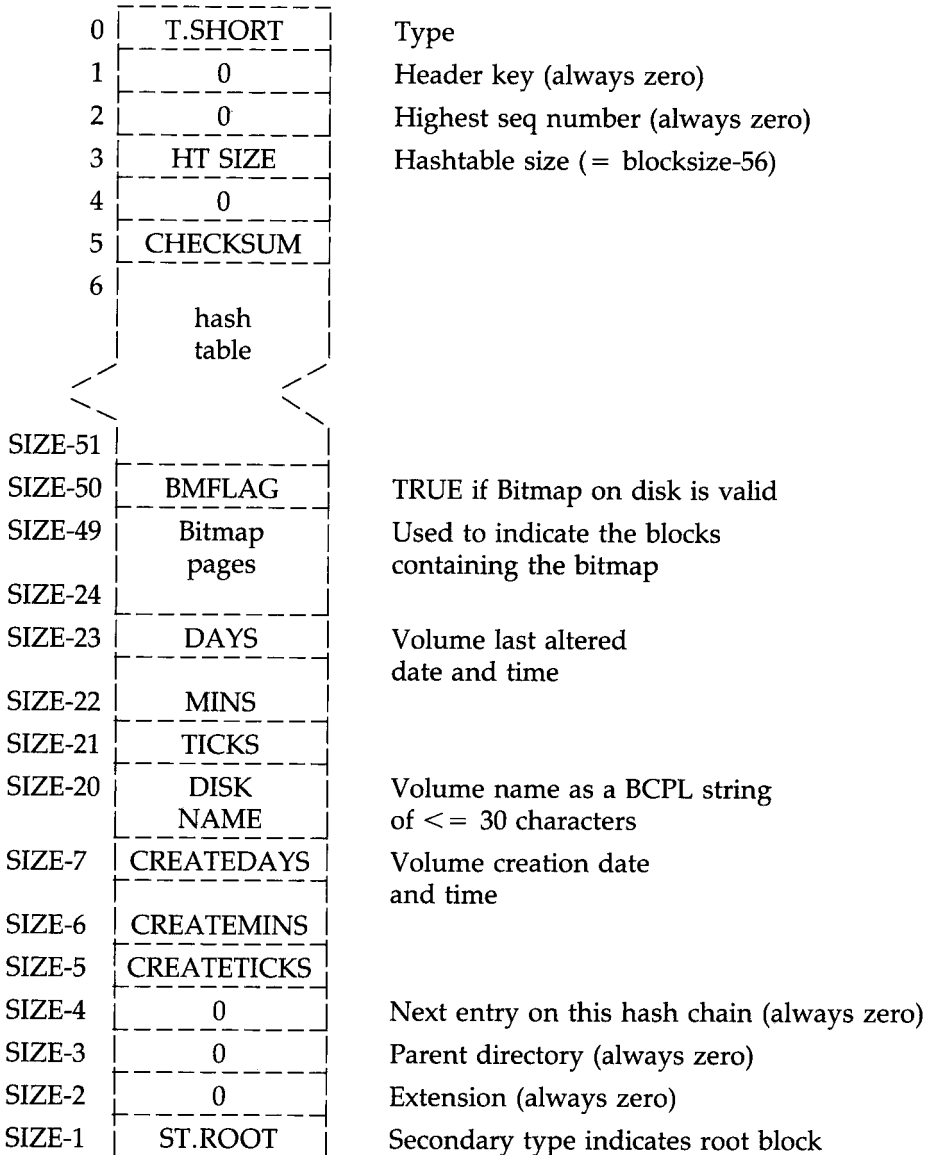 0 T.SHORT Type
1 0 Header key (always zero)
2 0 Highest seq number (always zero)
3 HT SIZE Hashtable size (= blocksize-56)
4 0
5 CHECKSUM
6
hash
table
SIZE-51
SIZE-50 BMFLAG TRUE if Bitmap on disk is valid
SIZE-49 Bitmap Used to indicate the blocks
pages containing the bitmap
SIZE-24
SIZE-23 DAYS Volume last altered
date and time
SIZE-22 MINS
SIZE-21 TICKS
SIZE-20 DISK Volume name as a BCPL string
NAME of <= 30 characters
SIZE-7 CREATEDAYS Volume creation date
and time
SIZE-6 CREATEMINS
SIZE-5 CREATETICKS
SIZE-4 0 Next entry on this hash chain (always zero)
SIZE-3 0 Parent directory (always zero)
SIZE-2 0 Extension (always zero)
SIZE-1 ST.ROOT Secondary type indicates root block